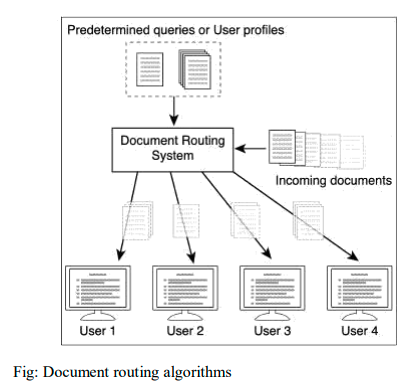 Predetermined queries or User profiles
Document Routing
System
Incoming documents
User 1
User 2
User 3
User 4
Fig: Document routing algorithms